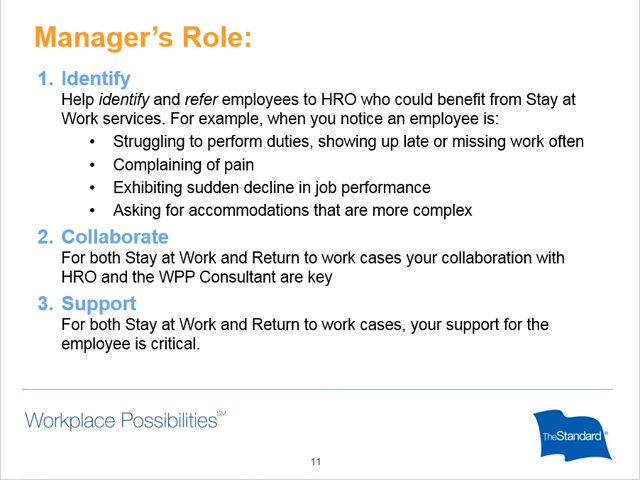 Manager's Role:
1. Identify
Help identify and refer employees to HRO who could benefit from Stay at
Work services. For example, when you notice an employee is:
• Struggling to perform duties, showing up late or missing work often
• Complaining of pain
• Exhibiting sudden decline in job performance
• Asking for accommodations that are more complex
2. Collaborate
For both Stay at Work and Return to work cases your collaboration with
HRO and the WPP Consultant are key
3. Support
For both Stay at Work and Return to work cases, your support for the
employee is critical.
Workplace Possibilities℠
TheStandard®
11